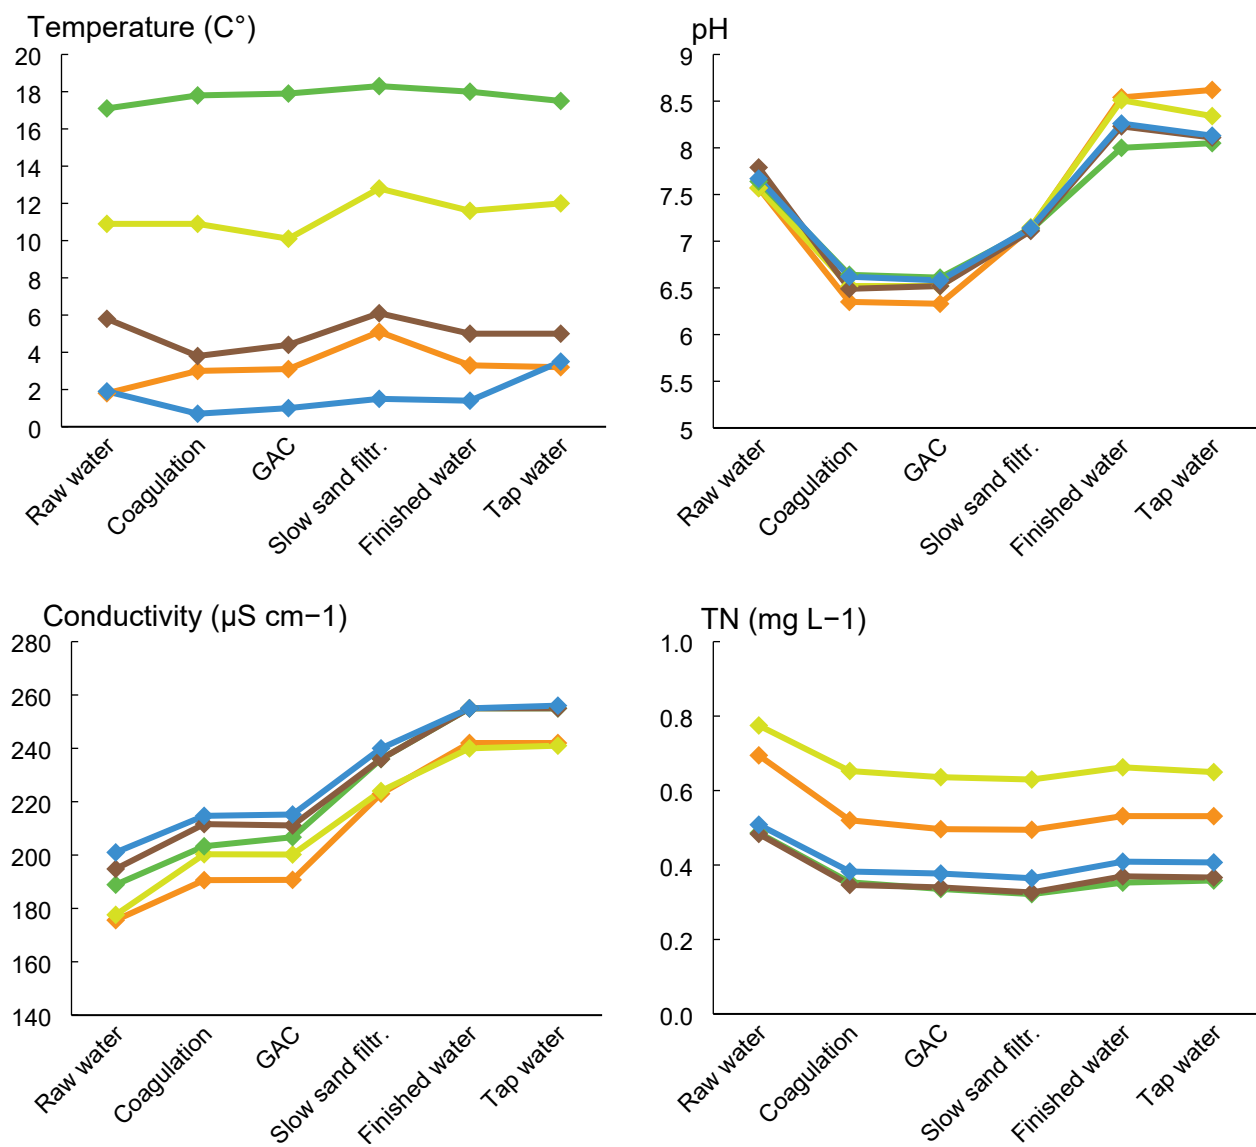 Temperature (C°)
20
18
16
14
12
10
8
6
4
2
0
Raw water
Coagulation
GAC
Slow sand filtr.
Finished water
Tap water
pH
9
8.5
8
7.5
7
6.5
6
5.5
5
Raw water
Coagulation
GAC
Slow sand filtr.
Finished water
Tap water
Conductivity (µS cm−1)
280
260
240
220
200
180
160
140
Raw water
Coagulation
GAC
Slow sand filtr.
Finished water
Tap water
TN (mg L−1)
1.0
0.8
0.6
0.4
0.2
0.0
Raw water
Coagulation
GAC
Slow sand filtr.
Finished water
Tap water